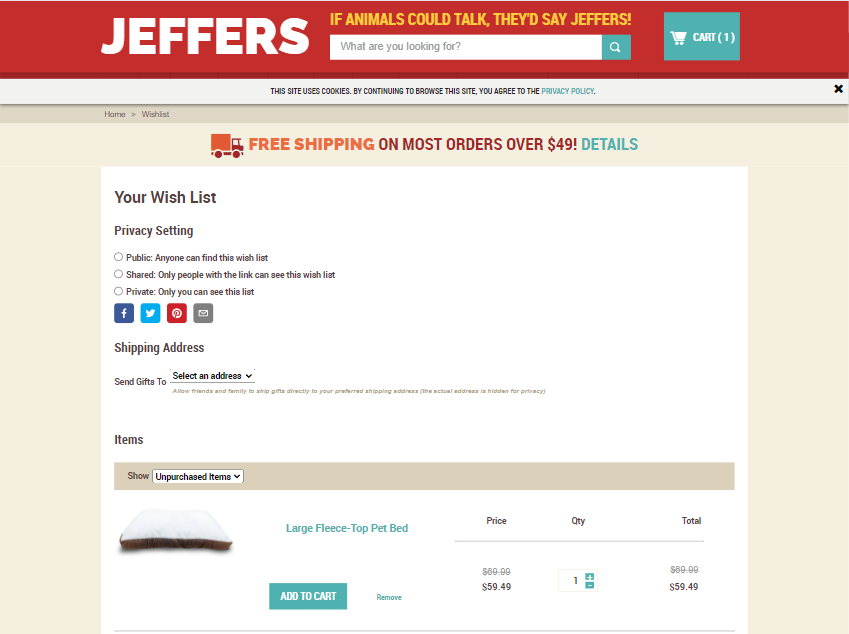 JEFFERS
IF ANIMALS COULD TALK, THEY'D SAY JEFFERS!
What are you looking for?
CART ( 1 )
THIS SITE USES COOKIES. BY CONTINUING TO BROWSE THIS SITE, YOU AGREE TO THE PRIVACY POLICY.
Home > Wishlist
FREE SHIPPING ON MOST ORDERS OVER $49! DETAILS
Your Wish List
Privacy Setting
Public: Anyone can find this wish list
Shared: Only people with the link can see this wish list
Private: Only you can see this list
Shipping Address
Send Gifts To Select an address
Allow friends and family to ship gifts directly to your preferred shipping address (the actual address is hidden for privacy)
Items
Show Unpurchased Items
Price Qty Total
Large Fleece-Top Pet Bed
$69.99 $69.99
$59.49 1 $59.49
ADD TO CART Remove